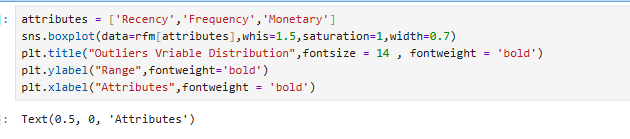 ]: attributes = ['Recency','Frequency','Monetary']
sns.boxplot(data=rfm[attributes],whis=1.5,saturation=1,width=0.7)
plt.title("Outliers Vriable Distribution",fontsize = 14 , fontweight = 'bold')
plt.ylabel("Range",fontweight='bold')
plt.xlabel("Attributes",fontweight = 'bold')
]: Text(0.5, 0, 'Attributes')